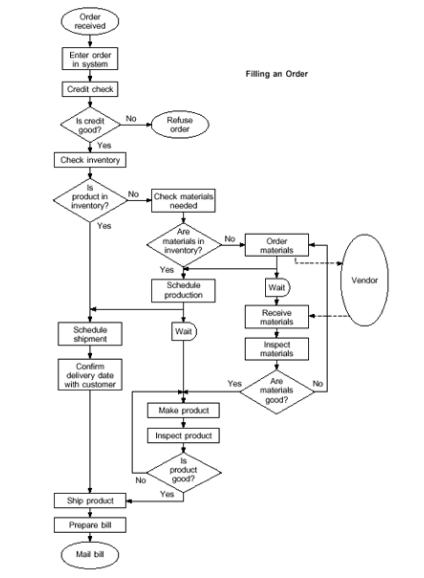 Order
received
Filling an Order
Enter order
in system
Credit check
Is credit
good?
No
Refuse
order
Yes
Check inventory
Is
product in
inventory?
No
Check materials
needed
Yes
Are
materials in
inventory?
No
Order
materials
Vendor
Yes
Schedule
production
Wait
Receive
materials
Schedule
shipment
Wait
Inspect
materials
Confirm
delivery date
with customer
Yes
Are
materials
good?
No
Make product
Inspect product
Is
product
good?
No
Yes
Ship product
Prepare bill
Mail bill